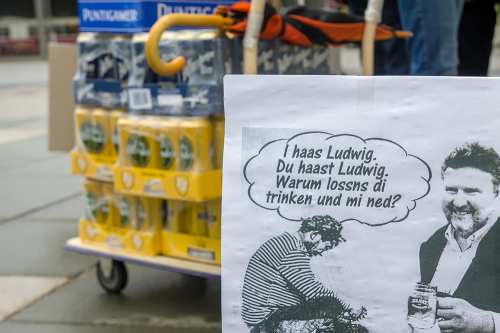 PUNTIGAMER
I haas Ludwig.
Du haast Ludwig.
Warum lossns di
trinken und mi ned?